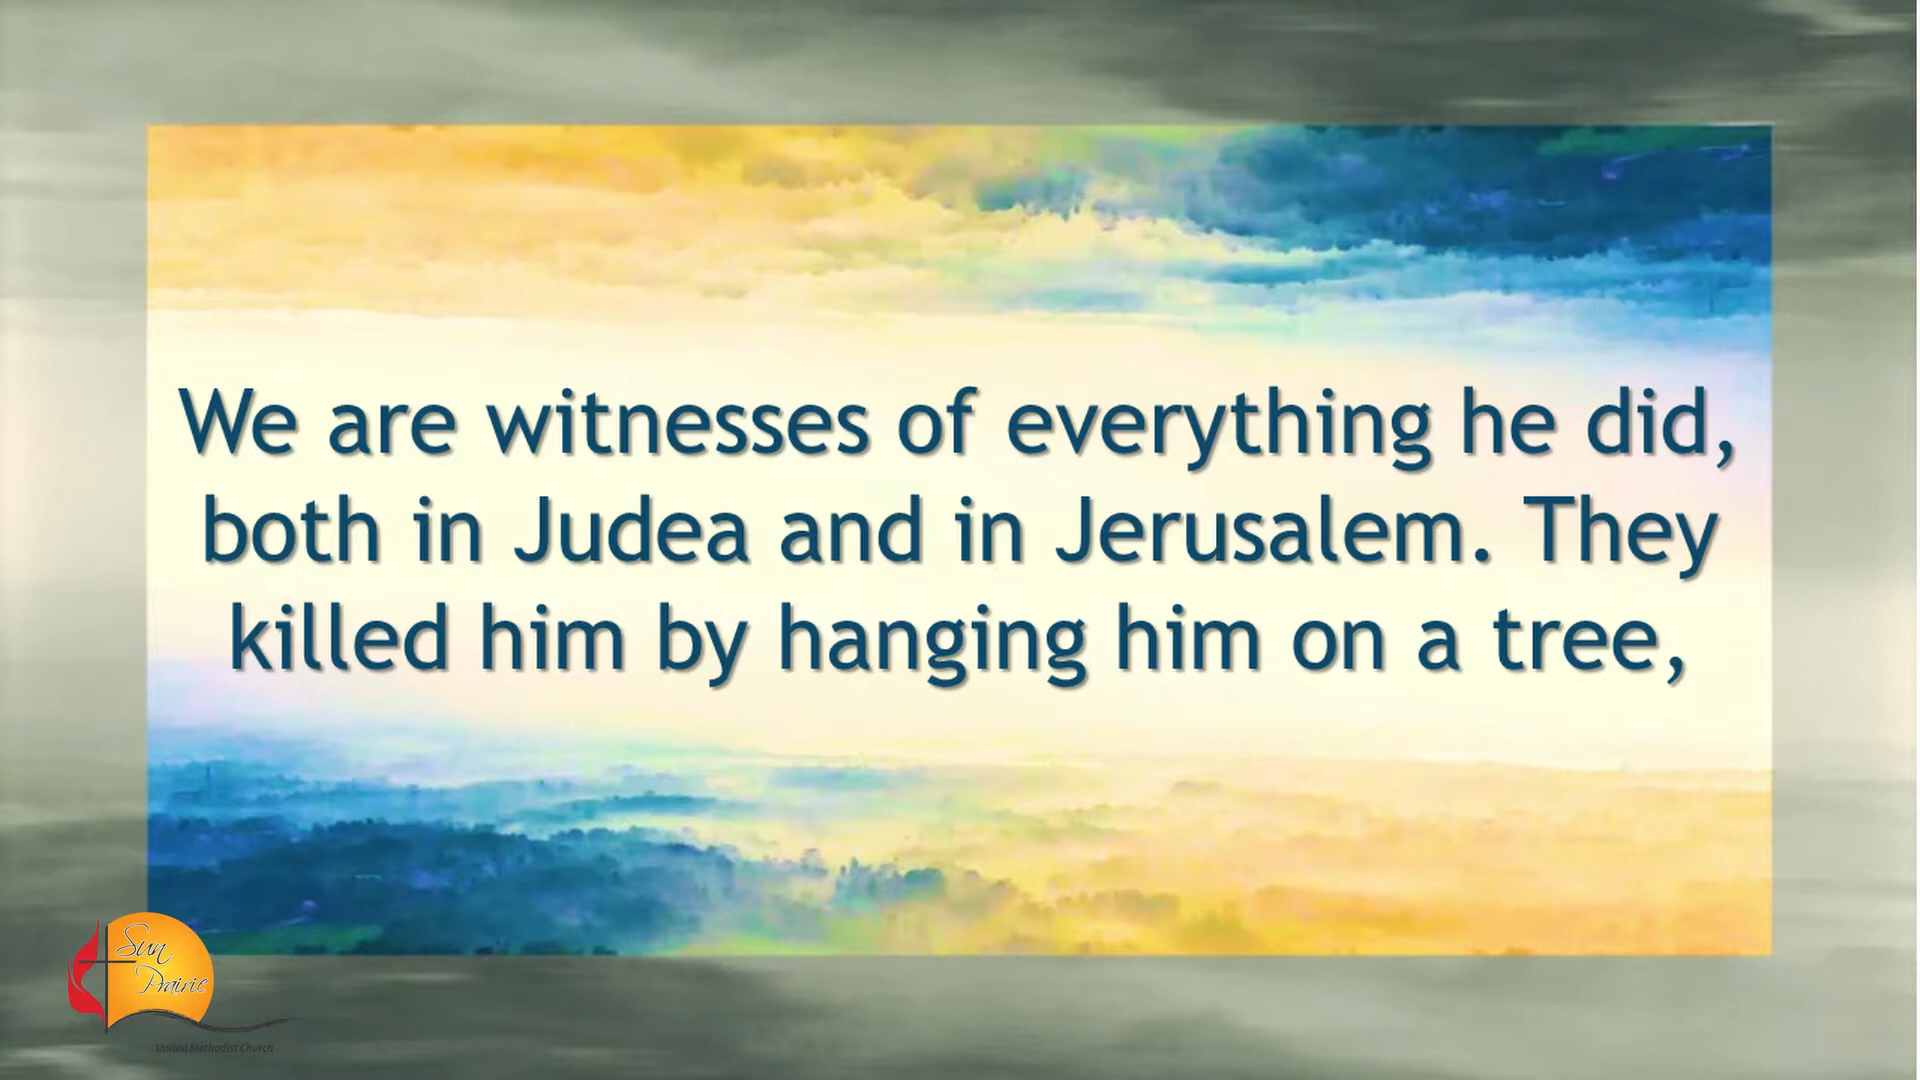 We are witnesses of everything he did,
both in Judea and in Jerusalem. They
killed him by hanging him on a tree,
Sun
Prairie
United Methodist Church